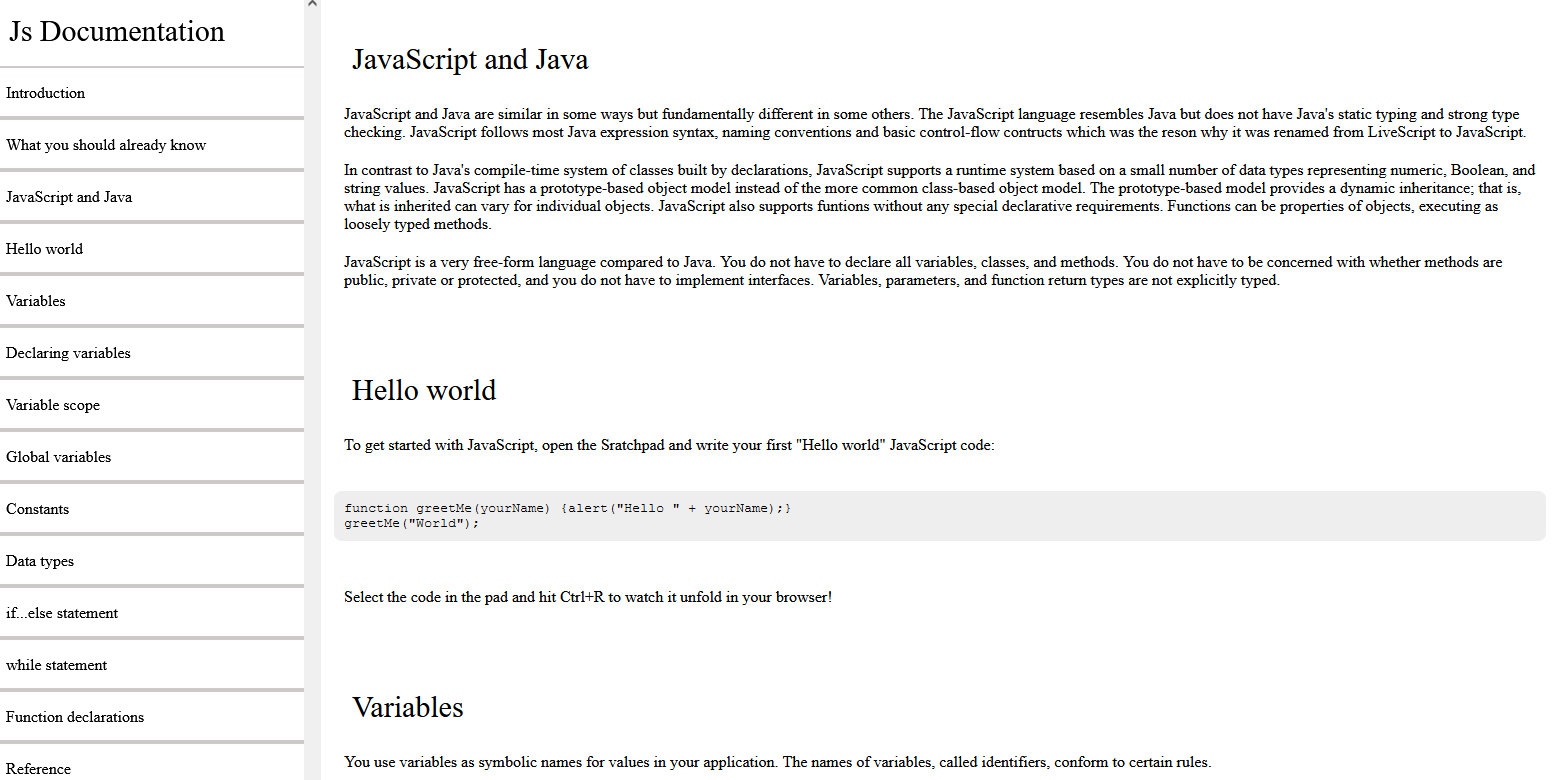 Js Documentation
Introduction
What you should already know
JavaScript and Java
Hello world
Variables
Declaring variables
Variable scope
Global variables
Constants
Data types
if...else statement
while statement
Function declarations
Reference
JavaScript and Java
JavaScript and Java are similar in some ways but fundamentally different in some others. The JavaScript language resembles Java but does not have Java's static typing and strong type
checking. JavaScript follows most Java expression syntax, naming conventions and basic control-flow contructs which was the reson why it was renamed from LiveScript to JavaScript.
In contrast to Java's compile-time system of classes built by declarations, JavaScript supports a runtime system based on a small number of data types representing numeric, Boolean, and
string values. JavaScript has a prototype-based object model instead of the more common class-based object model. The prototype-based model provides a dynamic inheritance; that is,
what is inherited can vary for individual objects. JavaScript also supports funtions without any special declarative requirements. Functions can be properties of objects, executing as
loosely typed methods.
JavaScript is a very free-form language compared to Java. You do not have to declare all variables, classes, and methods. You do not have to be concerned with whether methods are
public, private or protected, and you do not have to implement interfaces. Variables, parameters, and function return types are not explicitly typed.
Hello world
To get started with JavaScript, open the Sratchpad and write your first "Hello world" JavaScript code:
function greetMe(yourName) {alert("Hello " + yourName);}
greetMe("World");
Select the code in the pad and hit Ctrl+R to watch it unfold in your browser!
Variables
You use variables as symbolic names for values in your application. The names of variables, called identifiers, conform to certain rules.